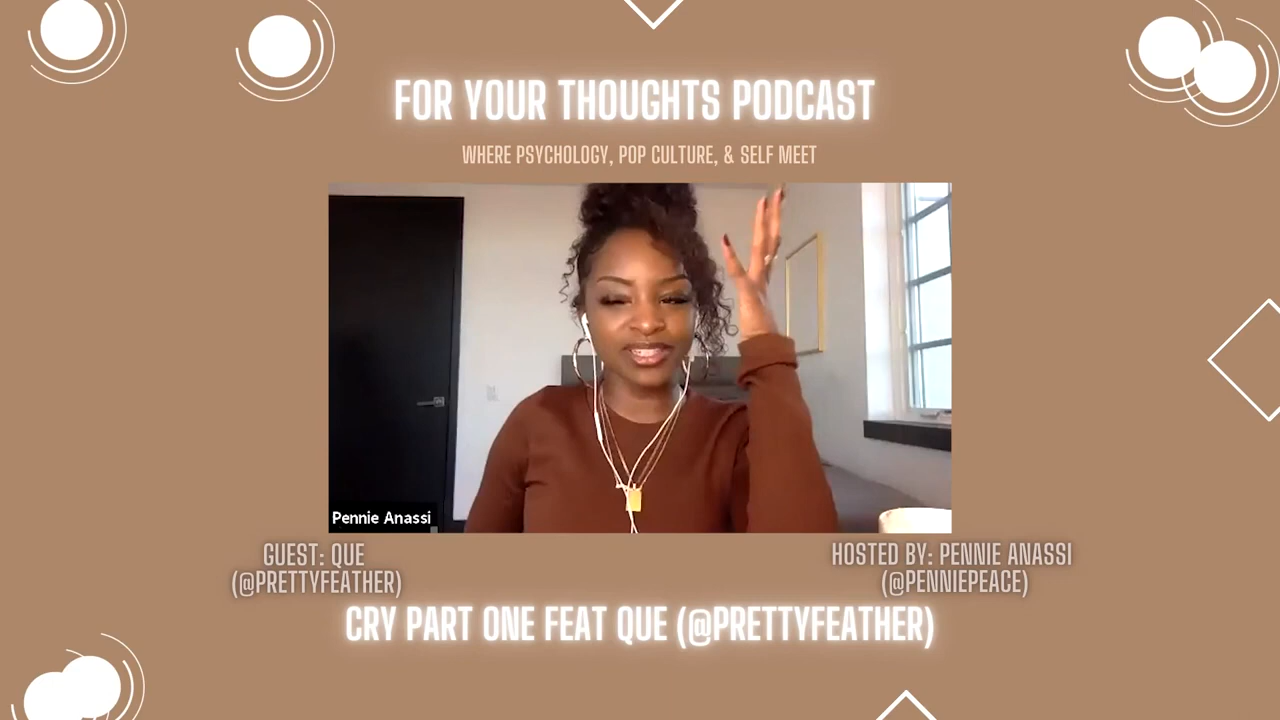 FOR YOUR THOUGHTS PODCAST
WHERE PSYCHOLOGY, POP CULTURE, & SELF MEET
Pennie Anassi
GUEST: QUE
(@PRETTYFEATHER)
HOSTED BY: PENNIE ANASSI
(@PENNIEPEACE)
CRY PART ONE FEAT QUE (@PRETTYFEATHER)